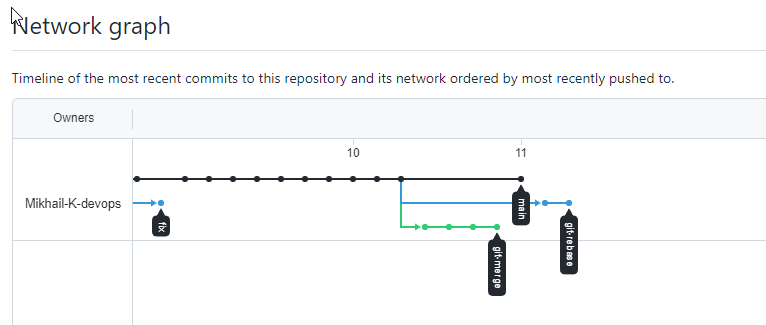 Network graph
Timeline of the most recent commits to this repository and its network ordered by most recently pushed to.
Owners
10
11
Mikhail-K-devops
fix
main
git-merge
git-rebase